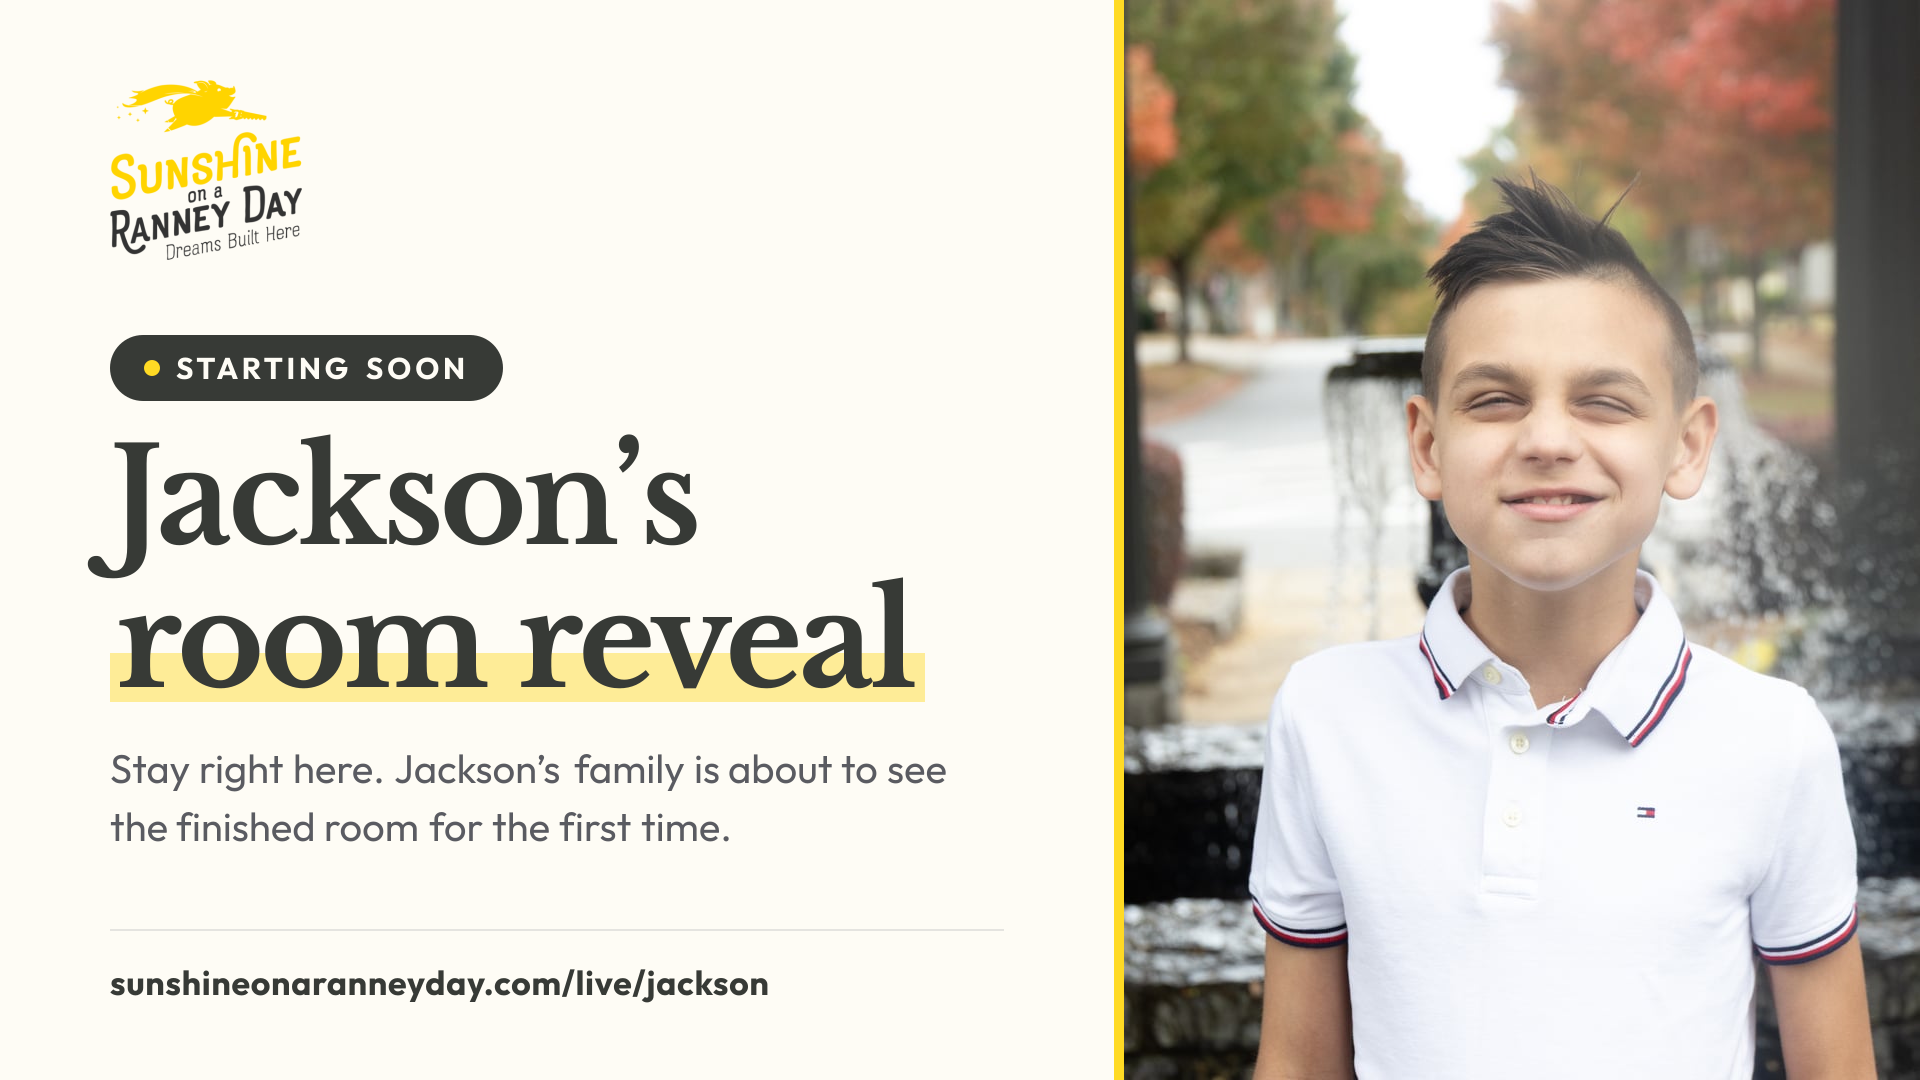 SUNSHINE
on a
RANNEY DAY
Dreams Built Here
STARTING SOON
Jackson’s
room reveal
Stay right here. Jackson’s family is about to see
the finished room for the first time.
sunshineonaranneyday.com/live/jackson